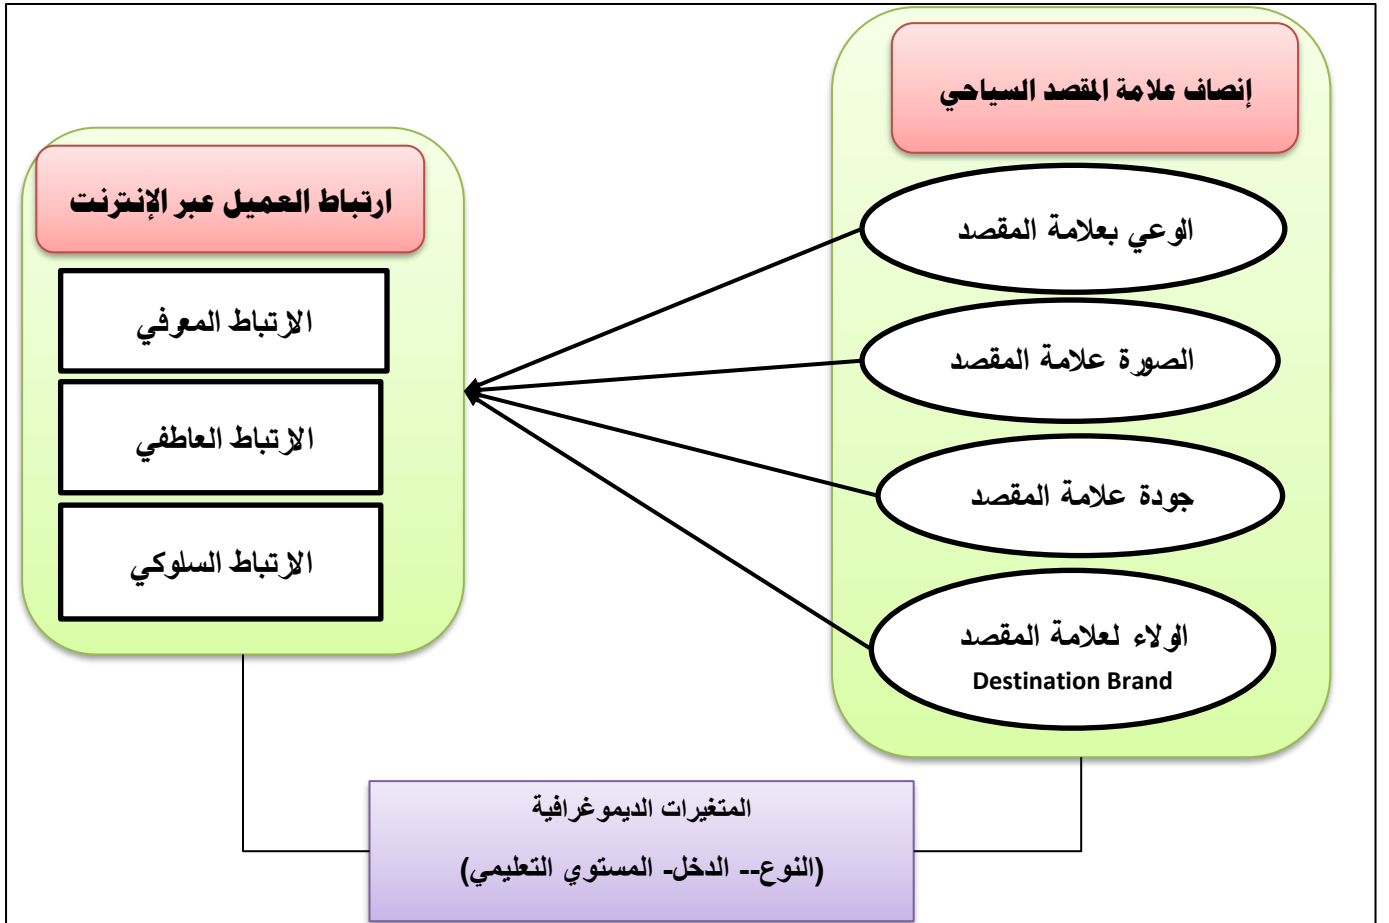 إنصاف علامة المقصد السياحي
الوعي بعلامة المقصد
الصورة علامة المقصد
جودة علامة المقصد
الولاء لعلامة المقصد
Destination Brand
ارتباط العميل عبر الإنترنت
الارتباط المعرفي
الارتباط العاطفي
الارتباط السلوكي
المتغيرات الديموغرافية
(النوع-- الدخل- المستوي التعليمي)